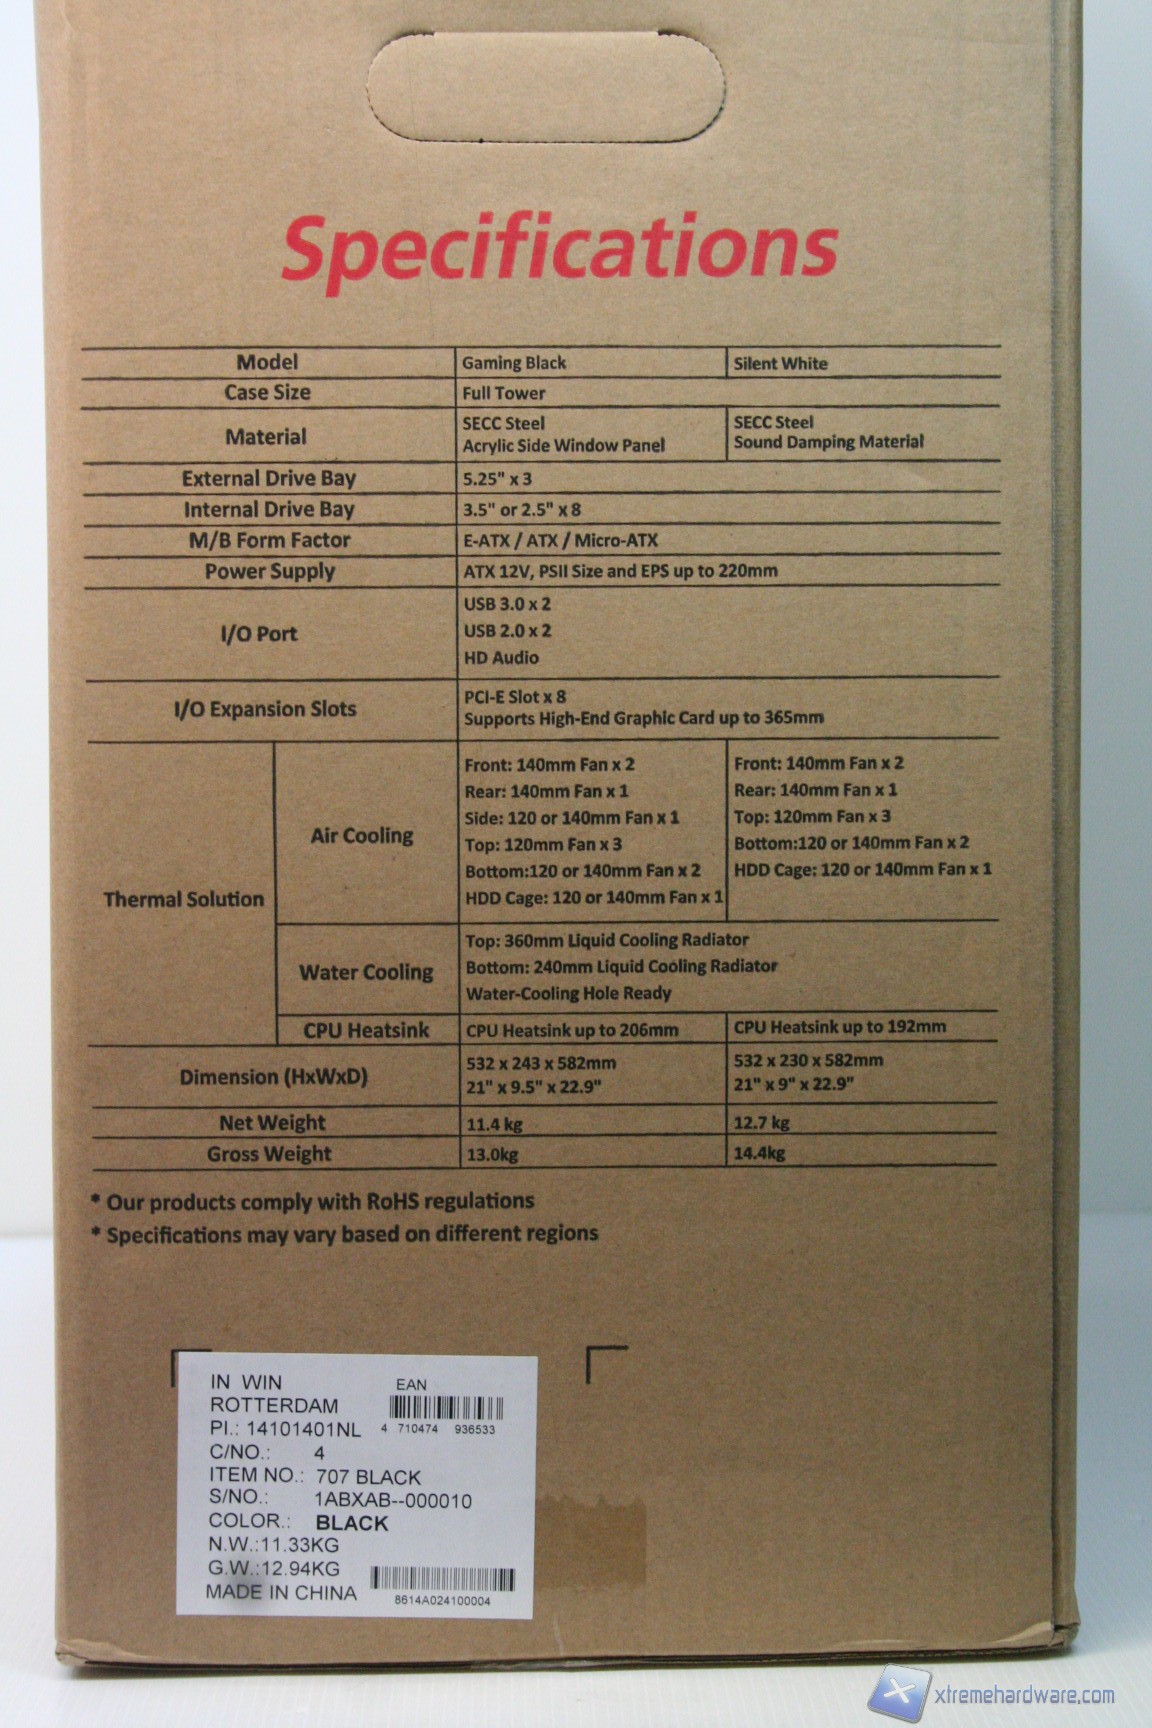 Specifications
Model Gaming Black Silent White
Case Size Full Tower
Material SECC Steel SECC Steel
Acrylic Side Window Panel Sound Damping Material
External Drive Bay 5.25" x 3
Internal Drive Bay 3.5" or 2.5" x 8
M/B Form Factor E-ATX / ATX / Micro-ATX
Power Supply ATX 12V, PSII Size and EPS up to 220mm
I/O Port
USB 3.0 x 2
USB 2.0 x 2
HD Audio
I/O Expansion Slots
PCI-E Slot x 8
Supports High-End Graphic Card up to 365mm
Thermal Solution
Air Cooling
Front: 140mm Fan x 2
Rear: 140mm Fan x 1
Side: 120 or 140mm Fan x 1
Top: 120mm Fan x 3
Bottom:120 or 140mm Fan x 2
HDD Cage: 120 or 140mm Fan x 1
Front: 140mm Fan x 2
Rear: 140mm Fan x 1
Top: 120mm Fan x 3
Bottom:120 or 140mm Fan x 2
HDD Cage: 120 or 140mm Fan x 1
Water Cooling
Top: 360mm Liquid Cooling Radiator
Bottom: 240mm Liquid Cooling Radiator
Water-Cooling Hole Ready
CPU Heatsink CPU Heatsink up to 206mm CPU Heatsink up to 192mm
Dimension (HxWxD)
532 x 243 x 582mm 532 x 230 x 582mm
21" x 9.5" x 22.9" 21" x 9" x 22.9"
Net Weight 11.4 kg 12.7 kg
Gross Weight 13.0kg 14.4kg
* Our products comply with RoHS regulations
* Specifications may vary based on different regions
IN WIN
ROTTERDAM
PI.: 14101401NL
C/NO.: 4
ITEM NO.: 707 BLACK
S/NO.: 1ABXAB--000010
COLOR.: BLACK
N.W.:11.33KG
G.W.:12.94KG
MADE IN CHINA
EAN
4 710474 936533
8614A024100004
xtremehardware.com